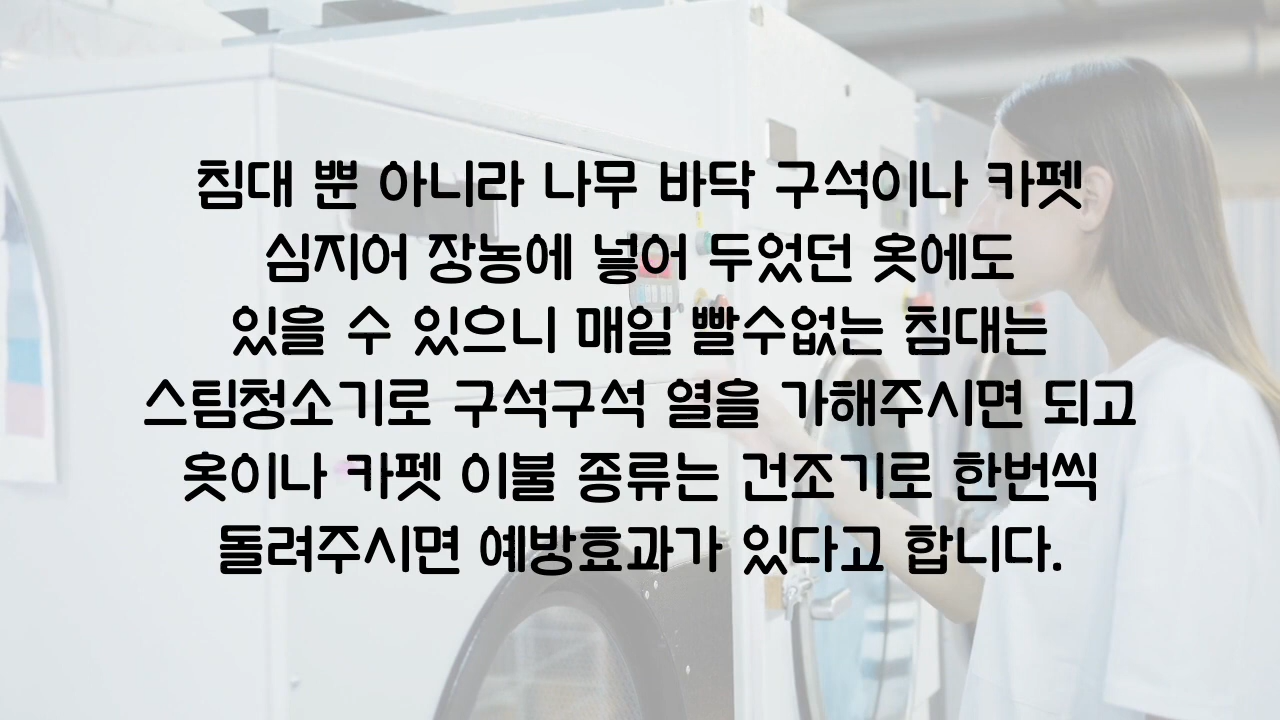 침대 뿐 아니라 나무 바닥 구석이나 카펫
심지어 장농에 넣어 두었던 옷에도
있을 수 있으니 매일 빨수없는 침대는
스팀청소기로 구석구석 열을 가해주시면 되고
옷이나 카펫 이불 종류는 건조기로 한번씩
돌려주시면 예방효과가 있다고 합니다.